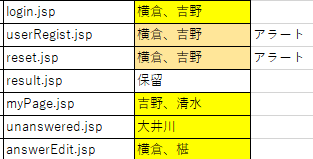 login.jsp 横倉、吉野
userRegist.jsp 横倉、吉野 アラート
reset.jsp 横倉、吉野 アラート
result.jsp 保留
myPage.jsp 吉野、清水
unanswered.jsp 大井川
answerEdit.jsp 横倉、椹